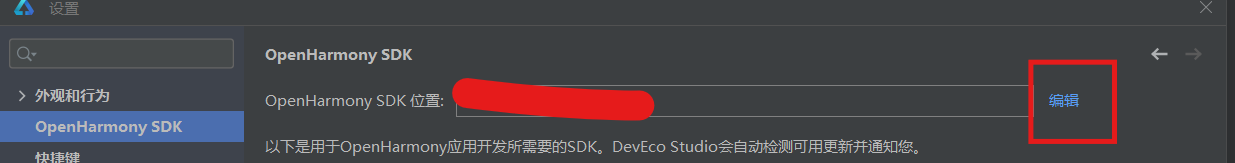 设置
OpenHarmony SDK
外观和行为
OpenHarmony SDK 位置:
编辑
OpenHarmony SDK
以下是用于OpenHarmony应用开发所需要的SDK。DevEco Studio会自动检测可用更新并通知您。
快捷键